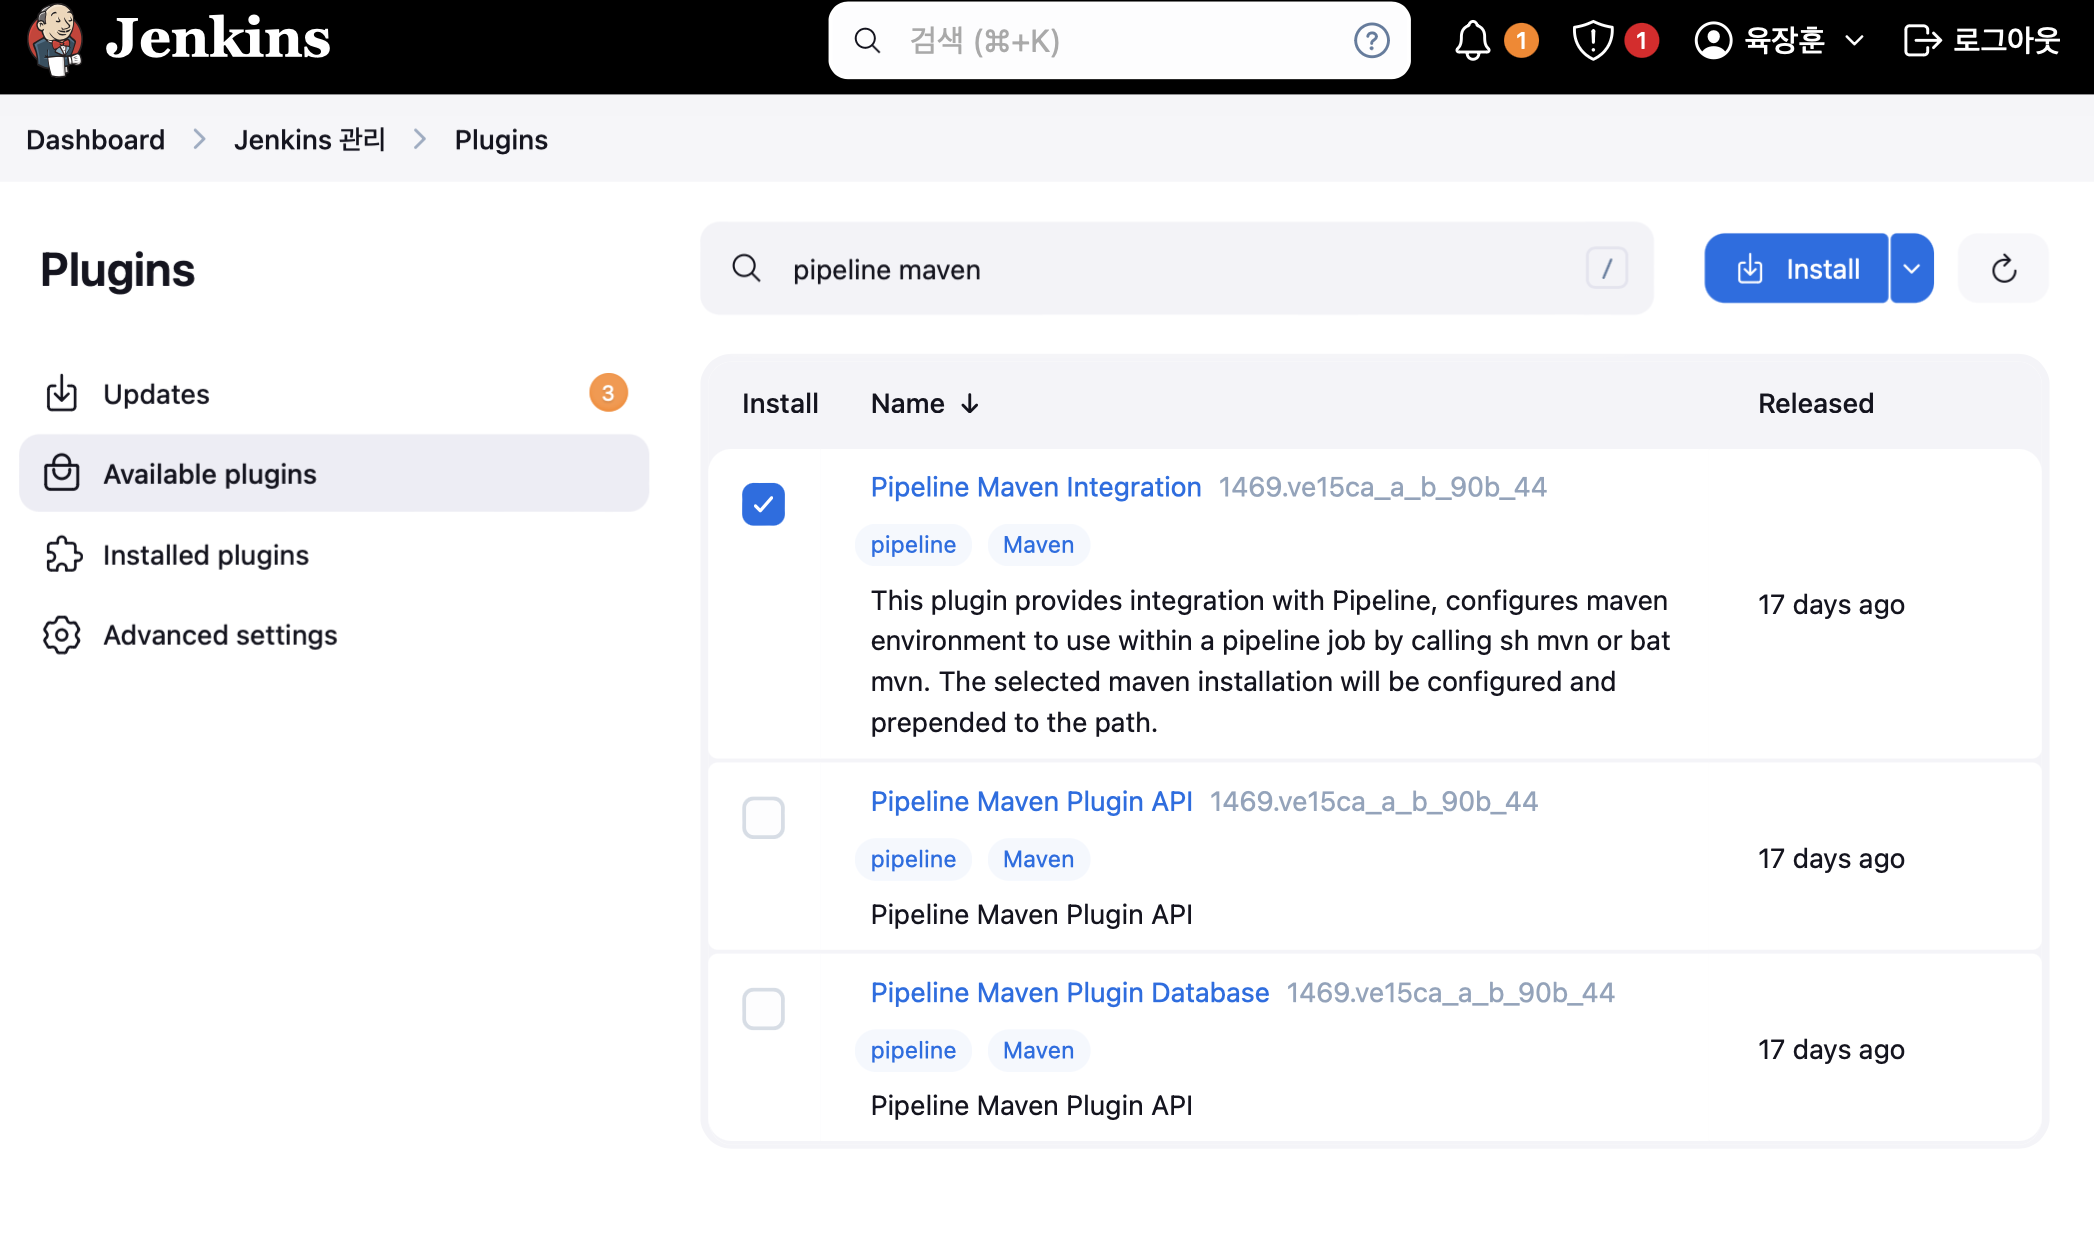 Jenkins
검색 (⌘+K)
?
1
1
육장훈
로그아웃
Dashboard
Jenkins 관리
Plugins
Plugins
Updates
3
Available plugins
Installed plugins
Advanced settings
pipeline maven
/
Install
Install
Name ↓
Released
Pipeline Maven Integration 1469.ve15ca_a_b_90b_44
pipeline
Maven
This plugin provides integration with Pipeline, configures maven
environment to use within a pipeline job by calling sh mvn or bat
mvn. The selected maven installation will be configured and
prepended to the path.
17 days ago
Pipeline Maven Plugin API 1469.ve15ca_a_b_90b_44
pipeline
Maven
Pipeline Maven Plugin API
17 days ago
Pipeline Maven Plugin Database 1469.ve15ca_a_b_90b_44
pipeline
Maven
Pipeline Maven Plugin API
17 days ago